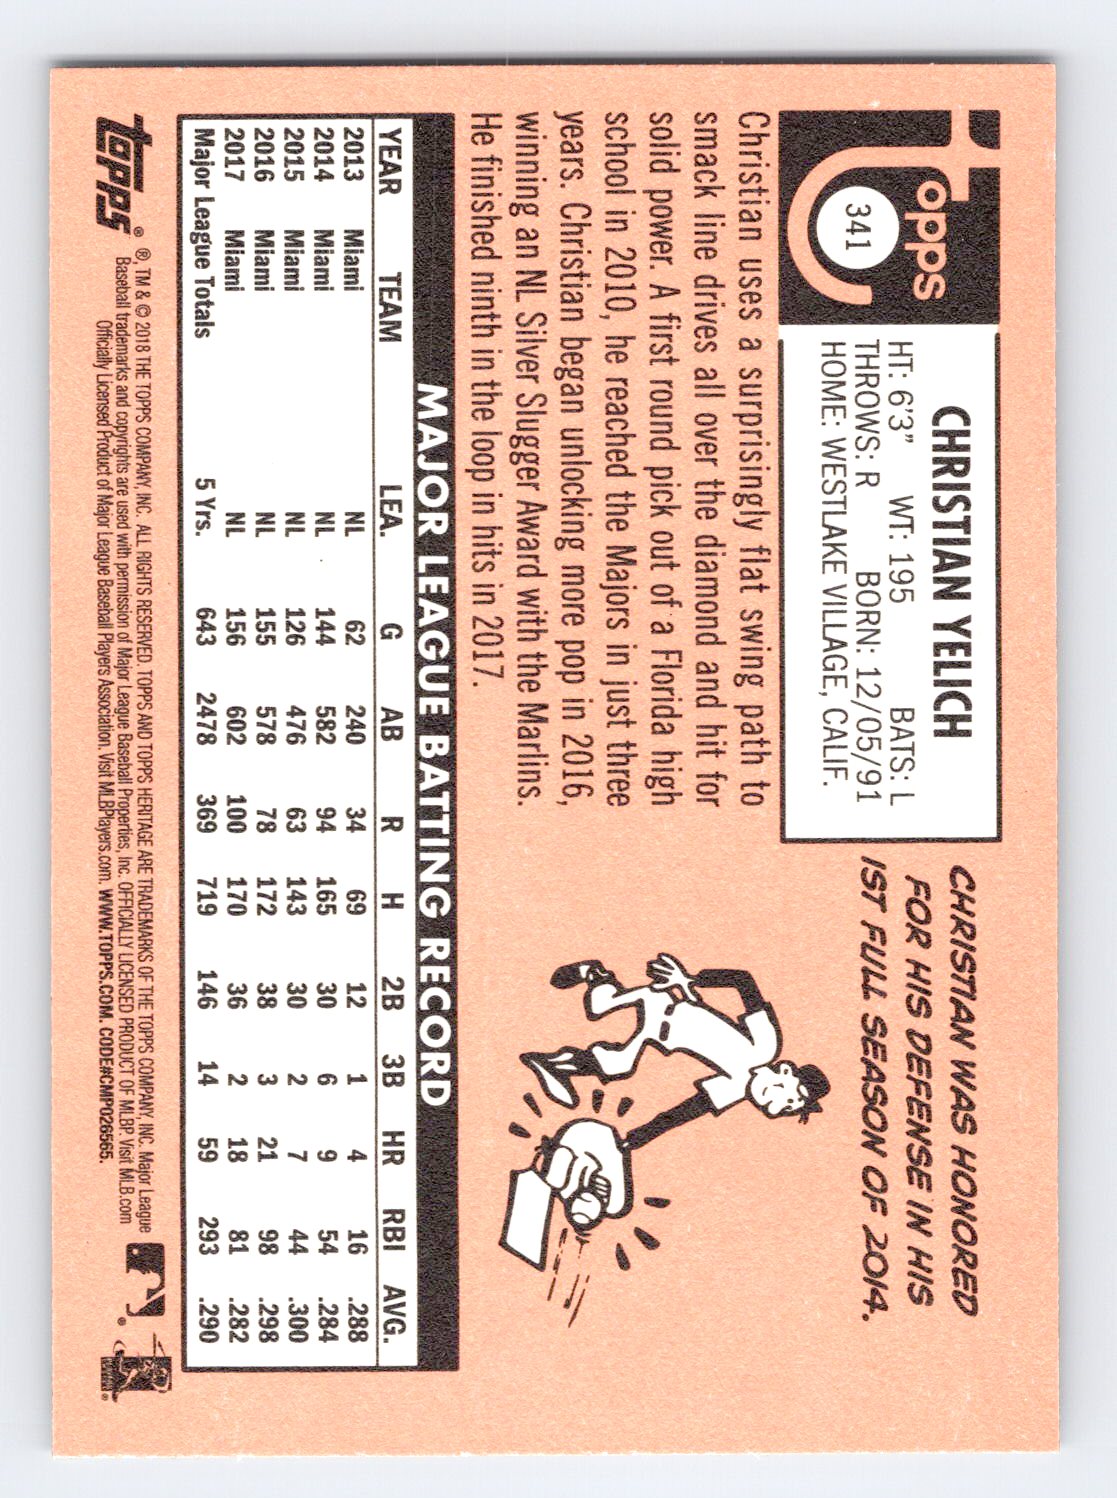 Topps
341
CHRISTIAN YELICH
HT: 6'3" WT: 195 BATS: L
THROWS: R BORN: 12/05/91
HOME: WESTLAKE VILLAGE, CALIF.
CHRISTIAN WAS HONORED
FOR HIS DEFENSE IN HIS
1ST FULL SEASON OF 2014.
Christian uses a surprisingly flat swing path to
smack line drives all over the diamond and hit for
solid power. A first round pick out of a Florida high
school in 2010, he reached the Majors in just three
years. Christian began unlocking more pop in 2016,
winning an NL Silver Slugger Award with the Marlins.
He finished ninth in the loop in hits in 2017.
MAJOR LEAGUE BATTING RECORD
YEAR TEAM LEA. G AB R H 2B 3B HR RBI AVG.
2013 Miami NL 62 240 34 69 12 1 4 16 .288
2014 Miami NL 144 582 94 165 30 6 9 54 .284
2015 Miami NL 126 476 63 143 30 2 7 44 .300
2016 Miami NL 155 578 78 172 38 3 21 98 .298
2017 Miami NL 156 602 100 170 36 2 18 81 .282
Major League Totals 5 Yrs. 643 2478 369 719 146 14 59 293 .290
Topps®
®, TM & © 2018 THE TOPPS COMPANY, INC. ALL RIGHTS RESERVED. TOPPS AND TOPPS HERITAGE ARE TRADEMARKS OF THE TOPPS COMPANY, INC. Major League
Baseball trademarks and copyrights are used with permission of Major League Baseball Properties, Inc. OFFICIALLY LICENSED PRODUCT OF MLBP. Visit MLB.com
Officially Licensed Product of Major League Baseball Players Association. Visit MLBPlayers.com. WWW.TOPPS.COM. CODE#CMP026565.